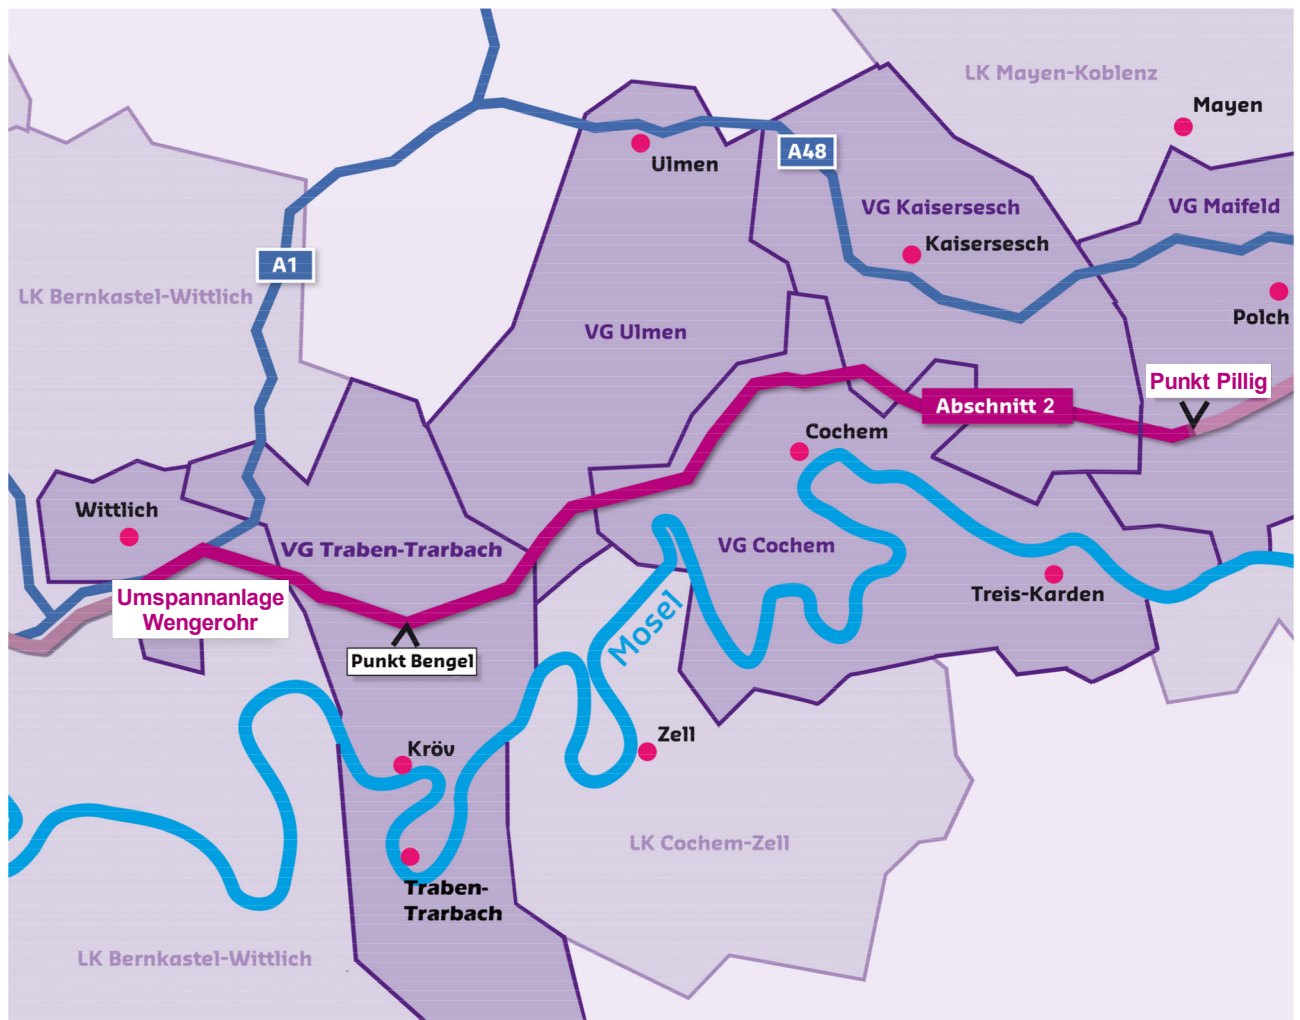 LK Mayen-Koblenz
Mayen
A48
Ulmen
VG Kaisersesch
VG Maifeld
Kaisersesch
A1
LK Bernkastel-Wittlich
Polch
VG Ulmen
Punkt Pillig
Abschnitt 2
Cochem
Wittlich
VG Traben-Trarbach
VG Cochem
Treis-Karden
Umspannanlage
Wengerohr
Mosel
Punkt Bengel
Zell
Kröv
LK Cochem-Zell
Traben-
Trarbach
LK Bernkastel-Wittlich